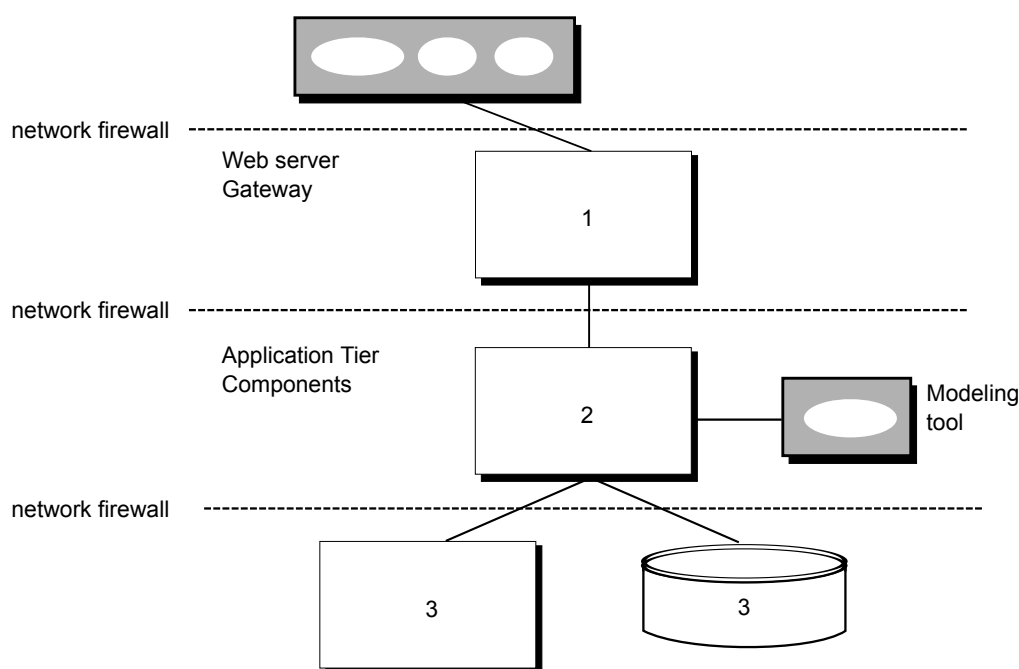 network firewall
Web server
Gateway
1
network firewall
Application Tier
Components
2
Modeling
tool
network firewall
3
3